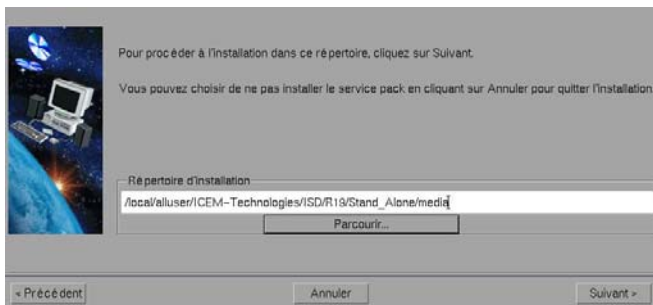 Pour procéder à l'installation dans ce répertoire, cliquez sur Suivant.
Vous pouvez choisir de ne pas installer le service pack en cliquant sur Annuler pour quitter l'installation.
Répertoire d'installation
/local/alluser/ICEM-Technologies/ISD/R19/Stand_Alone/media
Parcourir...
< Précédent
Annuler
Suivant >